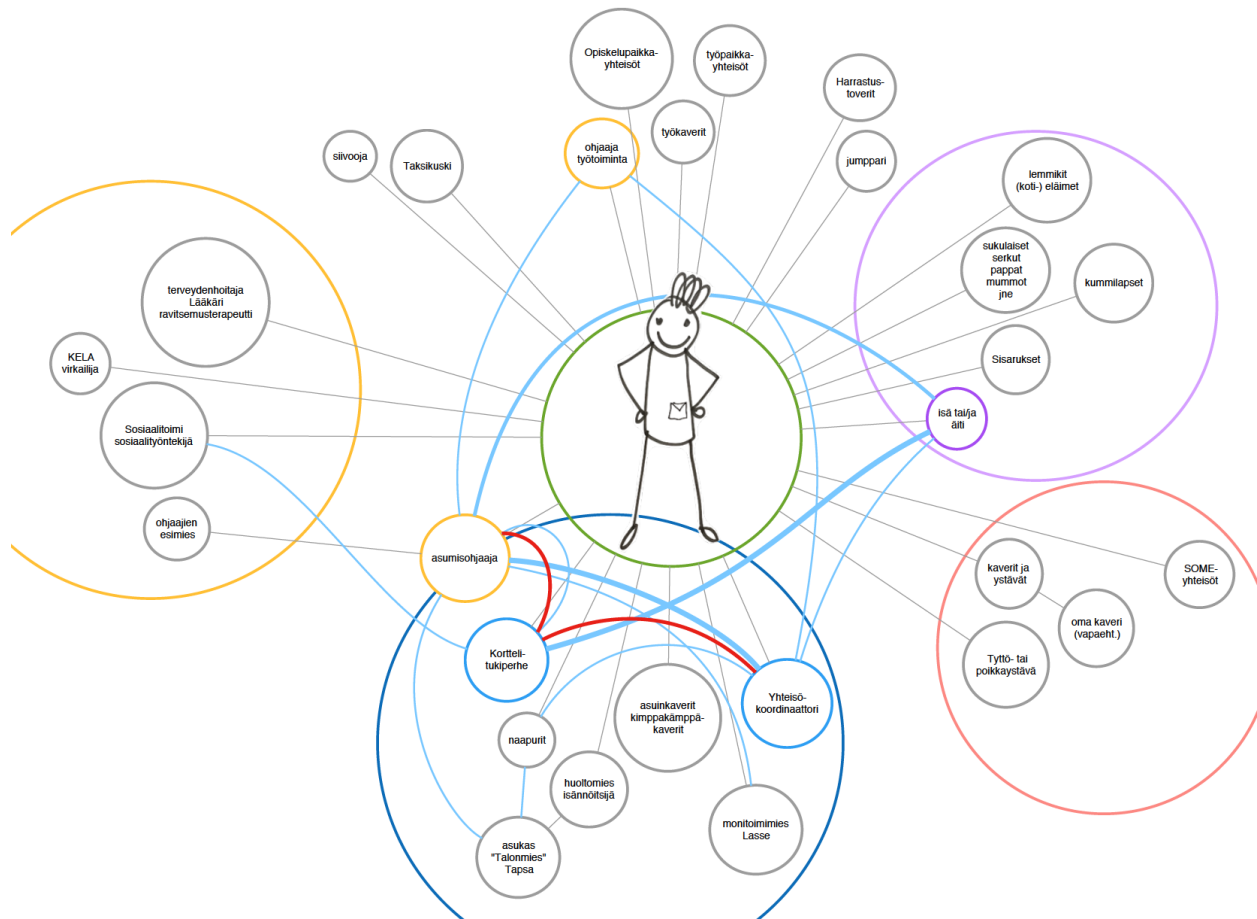 Opiskelupaikka-
yhteisöt
työpaikka-
yhteisöt
Harrastus-
toverit
työkaverit
ohjaaja
työtoiminta
siivooja
Taksikuski
jumppari
lemmikit
(koti-) eläimet
sukulaiset
serkut
pappat
mummot
jne
kummilapset
Sisarukset
isä tai/ja
äiti
terveydenhoitaja
Lääkäri
ravitsemusterapeutti
KELA
virkailija
Sosiaalitoimi
sosiaalityöntekijä
ohjaajien
esimies
asumisohjaaja
Kortteli-
tukiperhe
naapurit
huoltomies
isännöitsijä
asukas
"Talonmies"
Tapsa
asuinkaverit
kimppakämppä-
kaverit
Yhteisö-
koordinaattori
monitoimimies
Lasse
kaverit ja
ystävät
SOME-
yhteisöt
oma kaveri
(vapaeht.)
Tyttö- tai
poikkaystävä